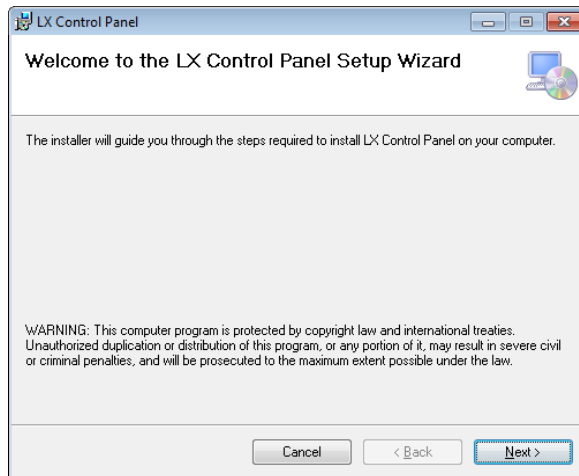 LX Control Panel
Welcome to the LX Control Panel Setup Wizard
The installer will guide you through the steps required to install LX Control Panel on your computer.
WARNING: This computer program is protected by copyright law and international treaties.
Unauthorized duplication or distribution of this program, or any portion of it, may result in severe civil
or criminal penalties, and will be prosecuted to the maximum extent possible under the law.
Cancel
< Back
Next >